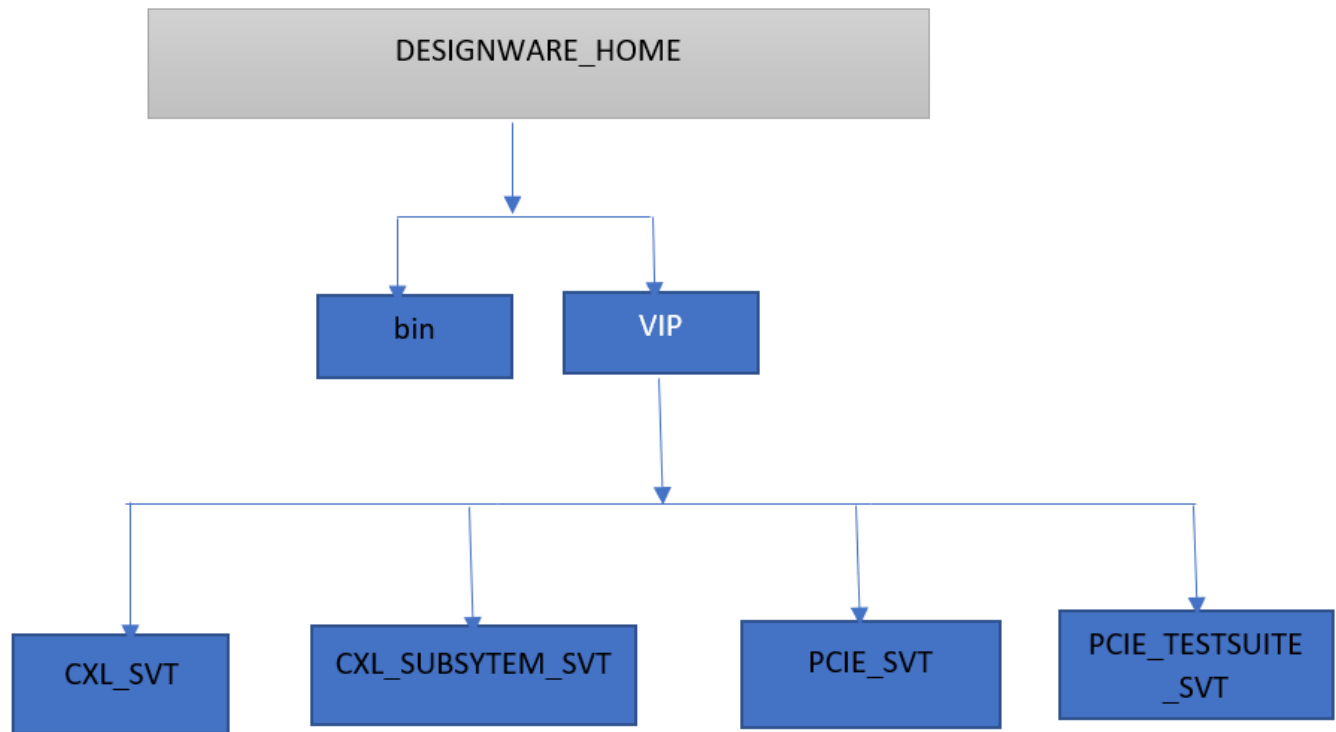 DESIGNWARE_HOME
bin
VIP
CXL_SVT
CXL_SUBSYTEM_SVT
PCIE_SVT
PCIE_TESTSUITE
_SVT